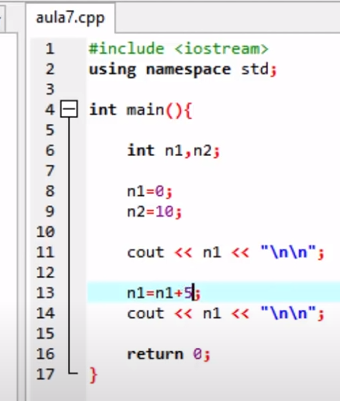 aula7.cpp
1 #include <iostream>
2 using namespace std;
3
4 int main(){
5
6 int n1,n2;
7
8 n1=0;
9 n2=10;
10
11 cout << n1 << "\n\n";
12
13 n1=n1+5;
14 cout << n1 << "\n\n";
15
16 return 0;
17 }